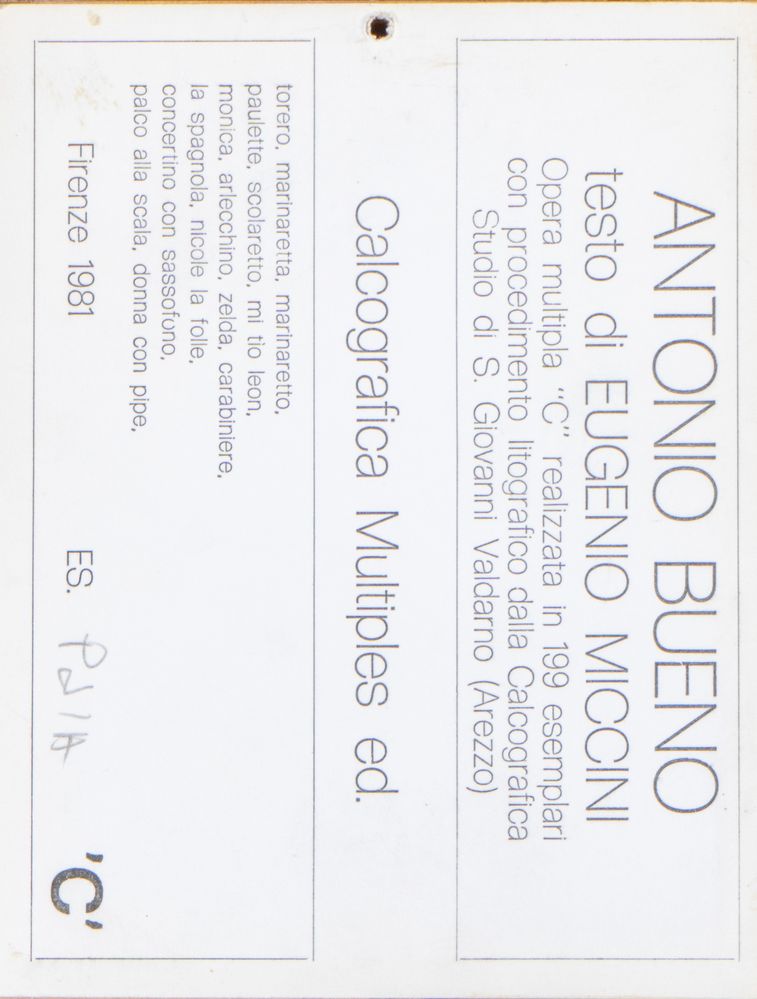 ANTONIO BUENO
testo di EUGENIO MICCINI
Opera multipla “C” realizzata in 199 esemplari
con procedimento litografico dalla Calcografica
Studio di S. Giovanni Valdarno (Arezzo)
Calcografica Multiples ed.
torero, marinaretta, marinaretto,
paulette, scolaretto, mi tio leon,
monica, arlecchino, zelda, carabiniere,
la spagnola, nicole la folle,
concertino con sassofono,
palco alla scala, donna con pipe,
Firenze 1981 ES. 'C'